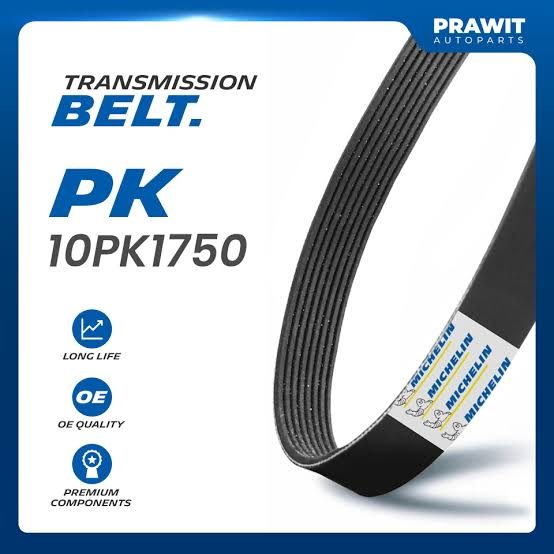 PRAWIT
AUTOPARTS
TRANSMISSION
BELT.
PK
10PK1750
LONG LIFE
OE
OE QUALITY
PREMIUM
COMPONENTS
MICHELIN
MICHELIN
MICHELIN
MICHELIN